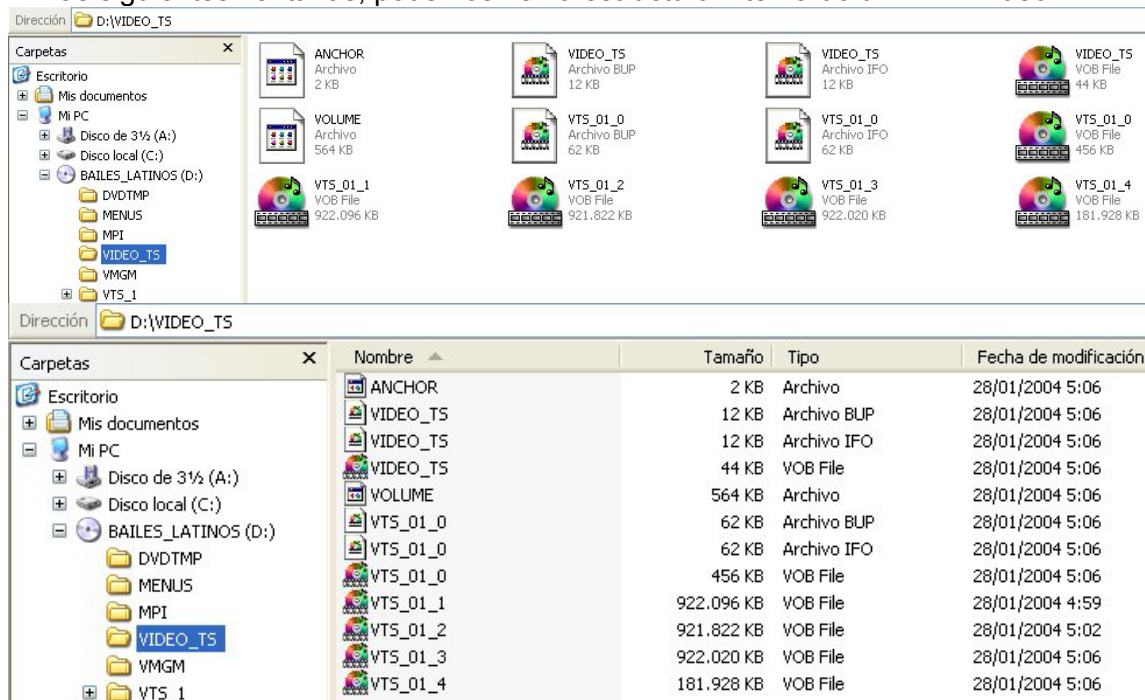 siguientes ventanas, podemos ver la estructura interna de un
Dirección D:\VIDEO_TS
Carpetas x
Escritorio
Mis documentos
Mi PC
Disco de 3½ (A:)
Disco local (C:)
BAILES_LATINOS (D:)
DVDTMP
MENUS
MPI
VIDEO_TS
VMGM
VTS_1
ANCHOR
Archivo
2 KB
VIDEO_TS
Archivo BUP
12 KB
VIDEO_TS
Archivo IFO
12 KB
VIDEO_TS
VOB File
44 KB
VOLUME
Archivo
564 KB
VTS_01_0
Archivo BUP
62 KB
VTS_01_0
Archivo IFO
62 KB
VTS_01_0
VOB File
456 KB
VTS_01_1
VOB File
922.096 KB
VTS_01_2
VOB File
921.822 KB
VTS_01_3
VOB File
922.020 KB
VTS_01_4
VOB File
181.928 KB
Dirección D:\VIDEO_TS
Carpetas x
Escritorio
Mis documentos
Mi PC
Disco de 3½ (A:)
Disco local (C:)
BAILES_LATINOS (D:)
DVDTMP
MENUS
MPI
VIDEO_TS
VMGM
VTS_1
Nombre Tamaño Tipo Fecha de modificación
ANCHOR 2 KB Archivo 28/01/2004 5:06
VIDEO_TS 12 KB Archivo BUP 28/01/2004 5:06
VIDEO_TS 12 KB Archivo IFO 28/01/2004 5:06
VIDEO_TS 44 KB VOB File 28/01/2004 5:06
VOLUME 564 KB Archivo 28/01/2004 5:06
VTS_01_0 62 KB Archivo BUP 28/01/2004 5:06
VTS_01_0 62 KB Archivo IFO 28/01/2004 5:06
VTS_01_0 456 KB VOB File 28/01/2004 5:06
VTS_01_1 922.096 KB VOB File 28/01/2004 4:59
VTS_01_2 921.822 KB VOB File 28/01/2004 5:02
VTS_01_3 922.020 KB VOB File 28/01/2004 5:06
VTS_01_4 181.928 KB VOB File 28/01/2004 5:06